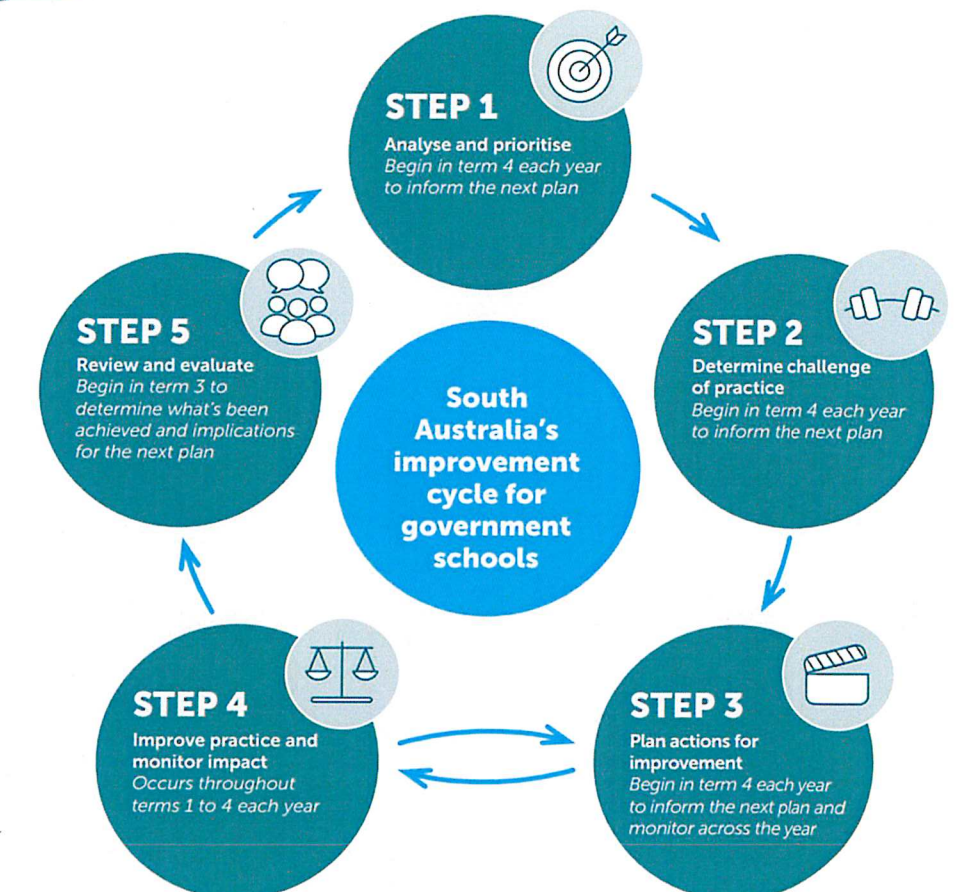 STEP 1
Analyse and prioritise
Begin in term 4 each year
to inform the next plan
STEP 2
Determine challenge
of practice
Begin in term 4 each year
to inform the next plan
STEP 3
Plan actions for
improvement
Begin in term 4 each year
to inform the next plan and
monitor across the year
STEP 4
Improve practice and
monitor impact
Occurs throughout
terms 1 to 4 each year
STEP 5
Review and evaluate
Begin in term 3 to
determine what's been
achieved and implications
for the next plan
South
Australia's
improvement
cycle for
government
schools